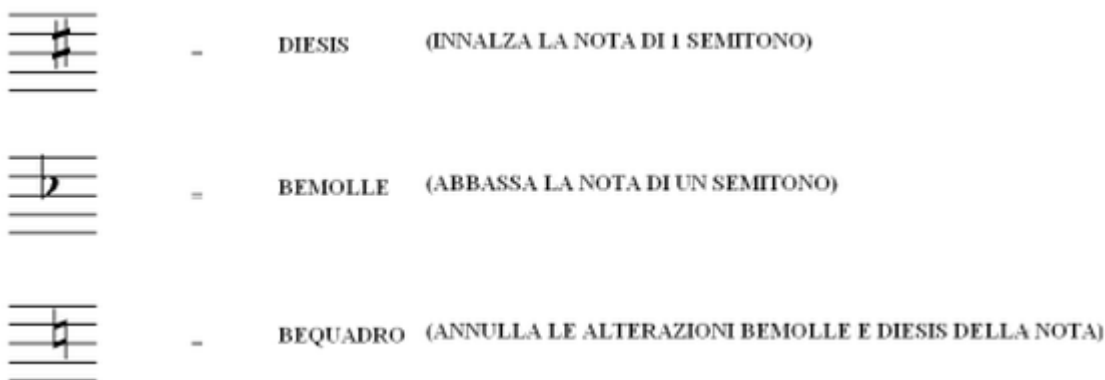 = DIESIS (INNALZA LA NOTA DI 1 SEMITONO)
= BEMOLLE (ABBASSA LA NOTA DI UN SEMITONO)
= BEQUADRO (ANNULLA LE ALTERAZIONI BEMOLLE E DIESIS DELLA NOTA)